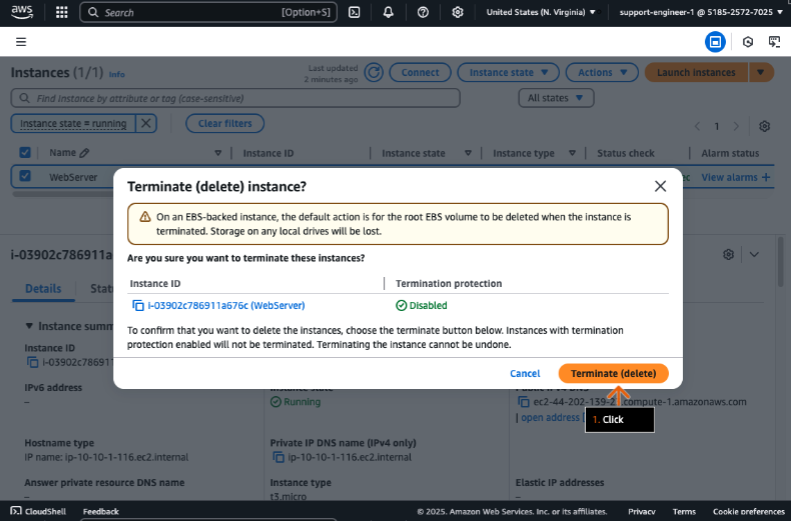 aws
Search [Option+S]
United States (N. Virginia)
support-engineer-1 @ 5185-2572-7025
Instances (1/1) Info
Last updated
2 minutes ago
Connect
Instance state
Actions
Launch instances
Find instance by attribute or tag (case-sensitive)
All states
Instance state = running
Clear filters
1
Name
Instance ID
Instance state
Instance type
Status check
Alarm status
WebServer
View alarms +
Terminate (delete) instance?
On an EBS-backed instance, the default action is for the root EBS volume to be deleted when the instance is
terminated. Storage on any local drives will be lost.
Are you sure you want to terminate these instances?
Instance ID
Termination protection
i-03902c786911a676c (WebServer)
Disabled
To confirm that you want to delete the instances, choose the terminate button below. Instances with termination
protection enabled will not be terminated. Terminating the instance cannot be undone.
Cancel
Terminate (delete)
1. Click
i-03902c786911a
Details
Instance ID
i-03902c78691
IPv6 address
–
Running
ec2-44-202-139-2
.compute-1.amazonaws.com
open address
Hostname type
IP name: ip-10-10-1-116.ec2.internal
Private IP DNS name (IPv4 only)
ip-10-10-1-116.ec2.internal
Answer private resource DNS name
–
Instance type
t3.micro
Elastic IP addresses
–
CloudShell
Feedback
© 2025, Amazon Web Services, Inc. or its affiliates.
Privacy
Terms
Cookie preferences